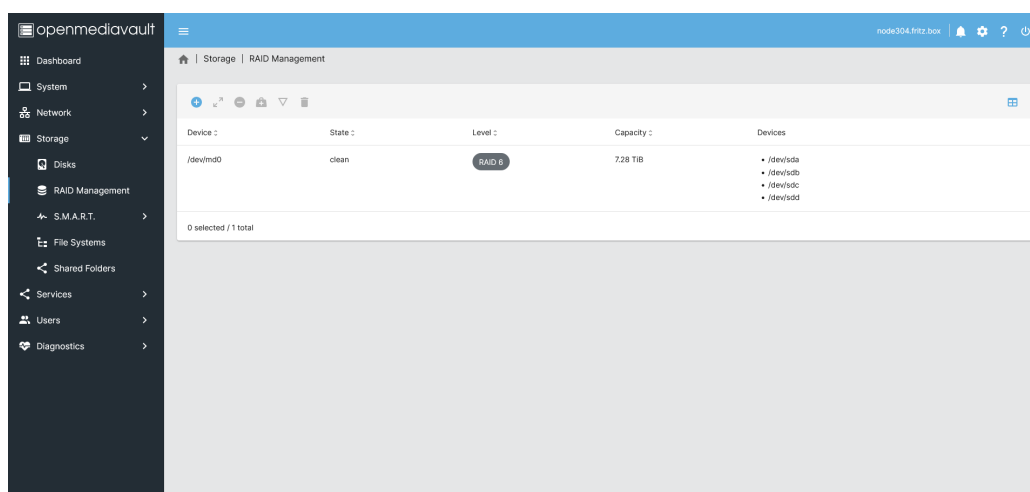 openmediavault
node304.fritz.box
Dashboard
Storage | RAID Management
System
Network
Storage
Disks
RAID Management
S.M.A.R.T.
File Systems
Shared Folders
Services
Users
Diagnostics
Device State Level Capacity Devices
/dev/md0 clean RAID 6 7.28 TiB • /dev/sda
• /dev/sdb
• /dev/sdc
• /dev/sdd
0 selected / 1 total